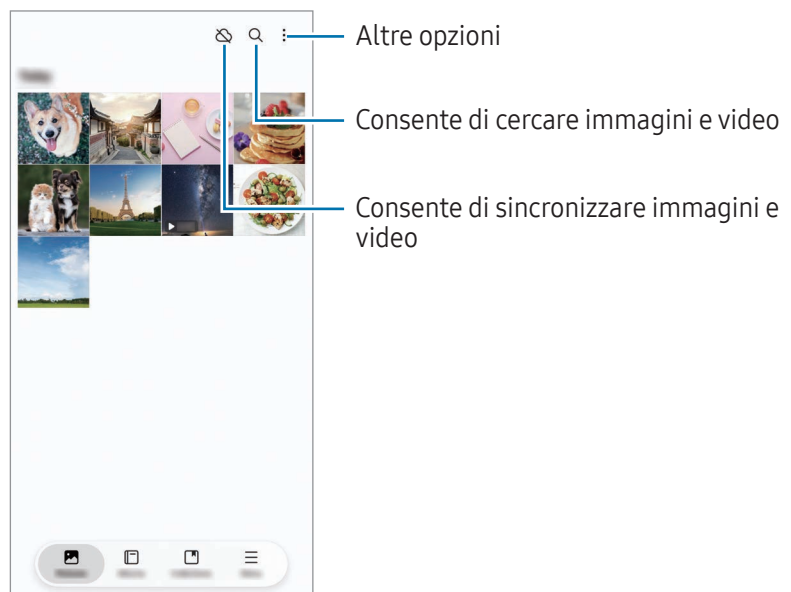 Altre opzioni
Consente di cercare immagini e video
Consente di sincronizzare immagini e
video